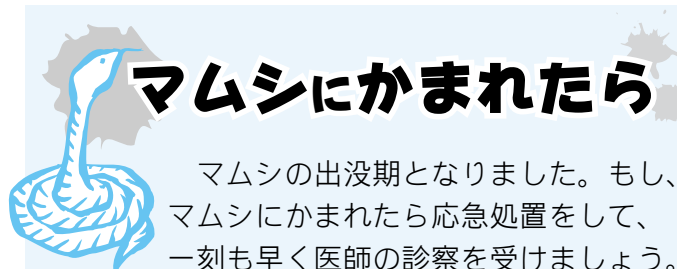 マムシにかまれたら
マムシの出没期となりました。もし、
マムシにかまれたら応急処置をして、
一刻も早く医師の診察を受けましょう。